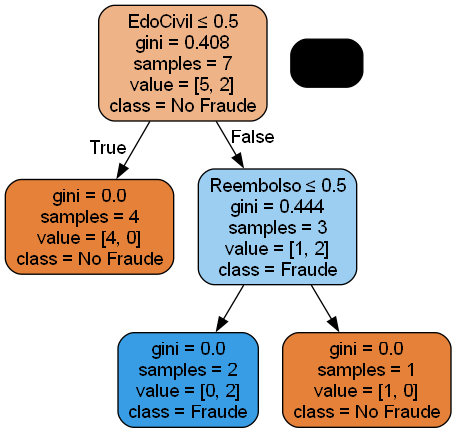 EdoCivil ≤ 0.5
gini = 0.408
samples = 7
value = [5, 2]
class = No Fraude
True
False
gini = 0.0
samples = 4
value = [4, 0]
class = No Fraude
Reembolso ≤ 0.5
gini = 0.444
samples = 3
value = [1, 2]
class = Fraude
gini = 0.0
samples = 2
value = [0, 2]
class = Fraude
gini = 0.0
samples = 1
value = [1, 0]
class = No Fraude